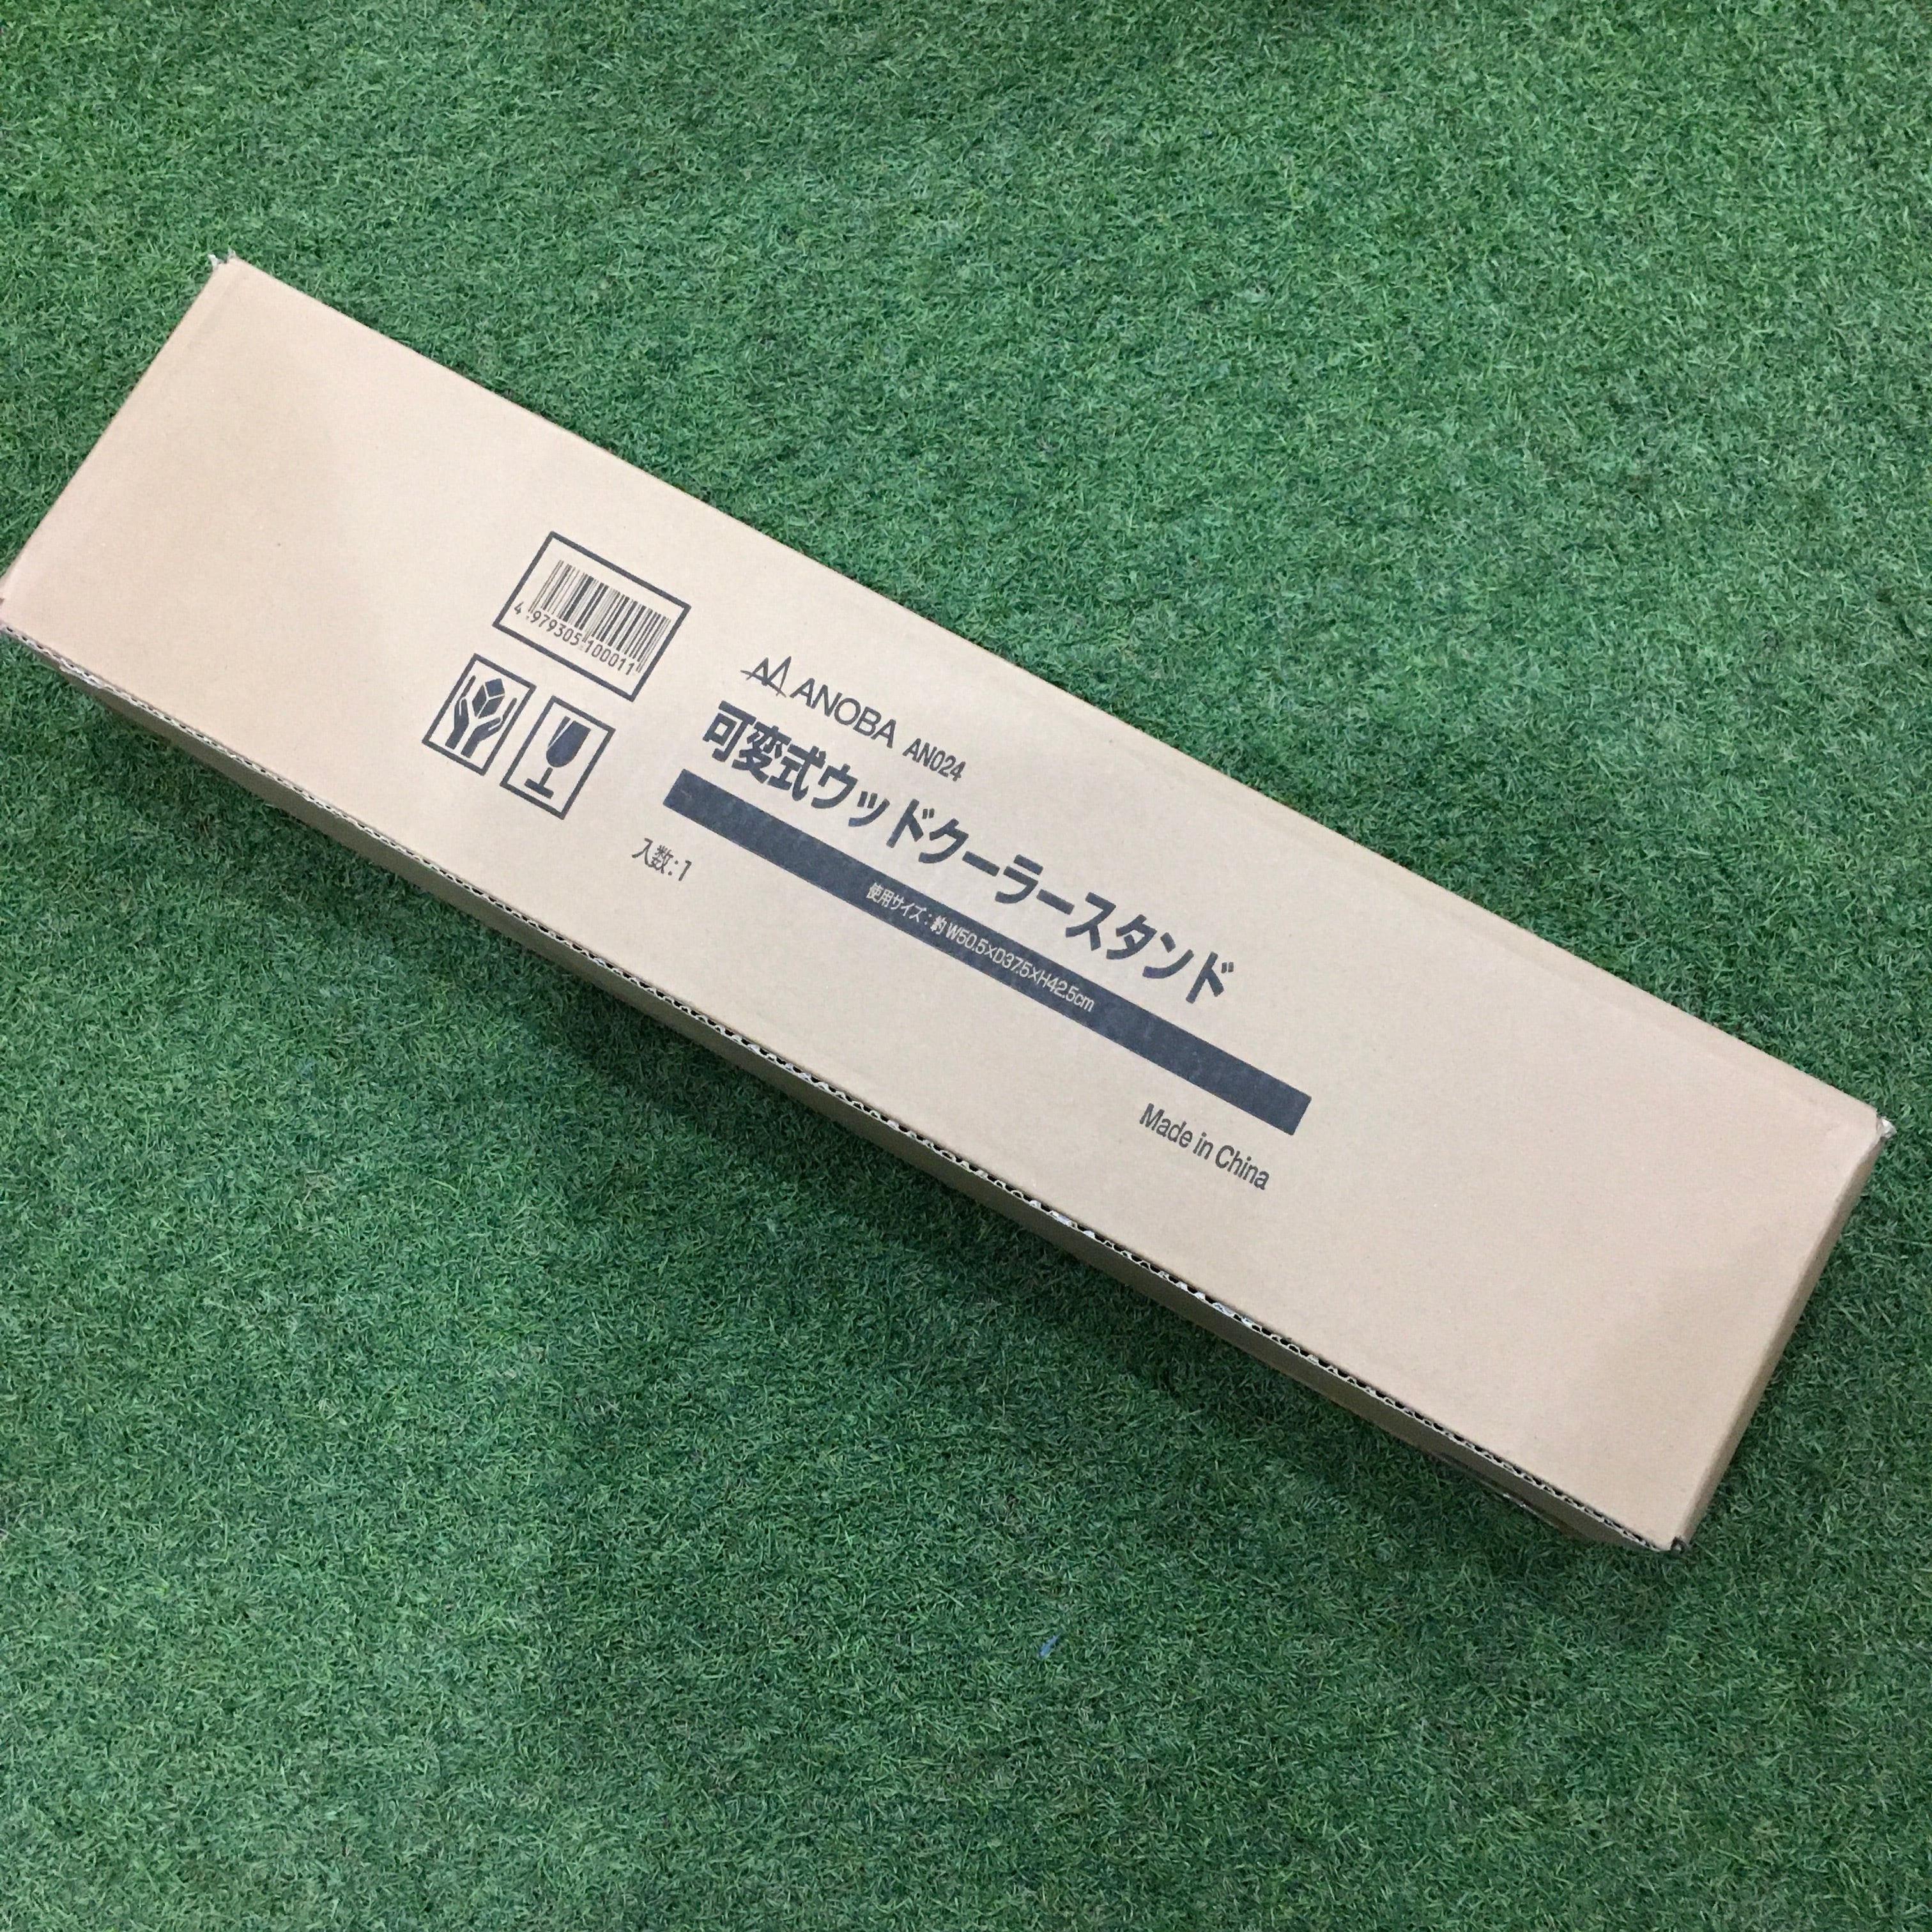 4 979305 100011
ANOBA AN024
可変式ウッドクーラースタンド
使用サイズ:約W50.5×D37.5×H42.5cm
入数:1
Made in China